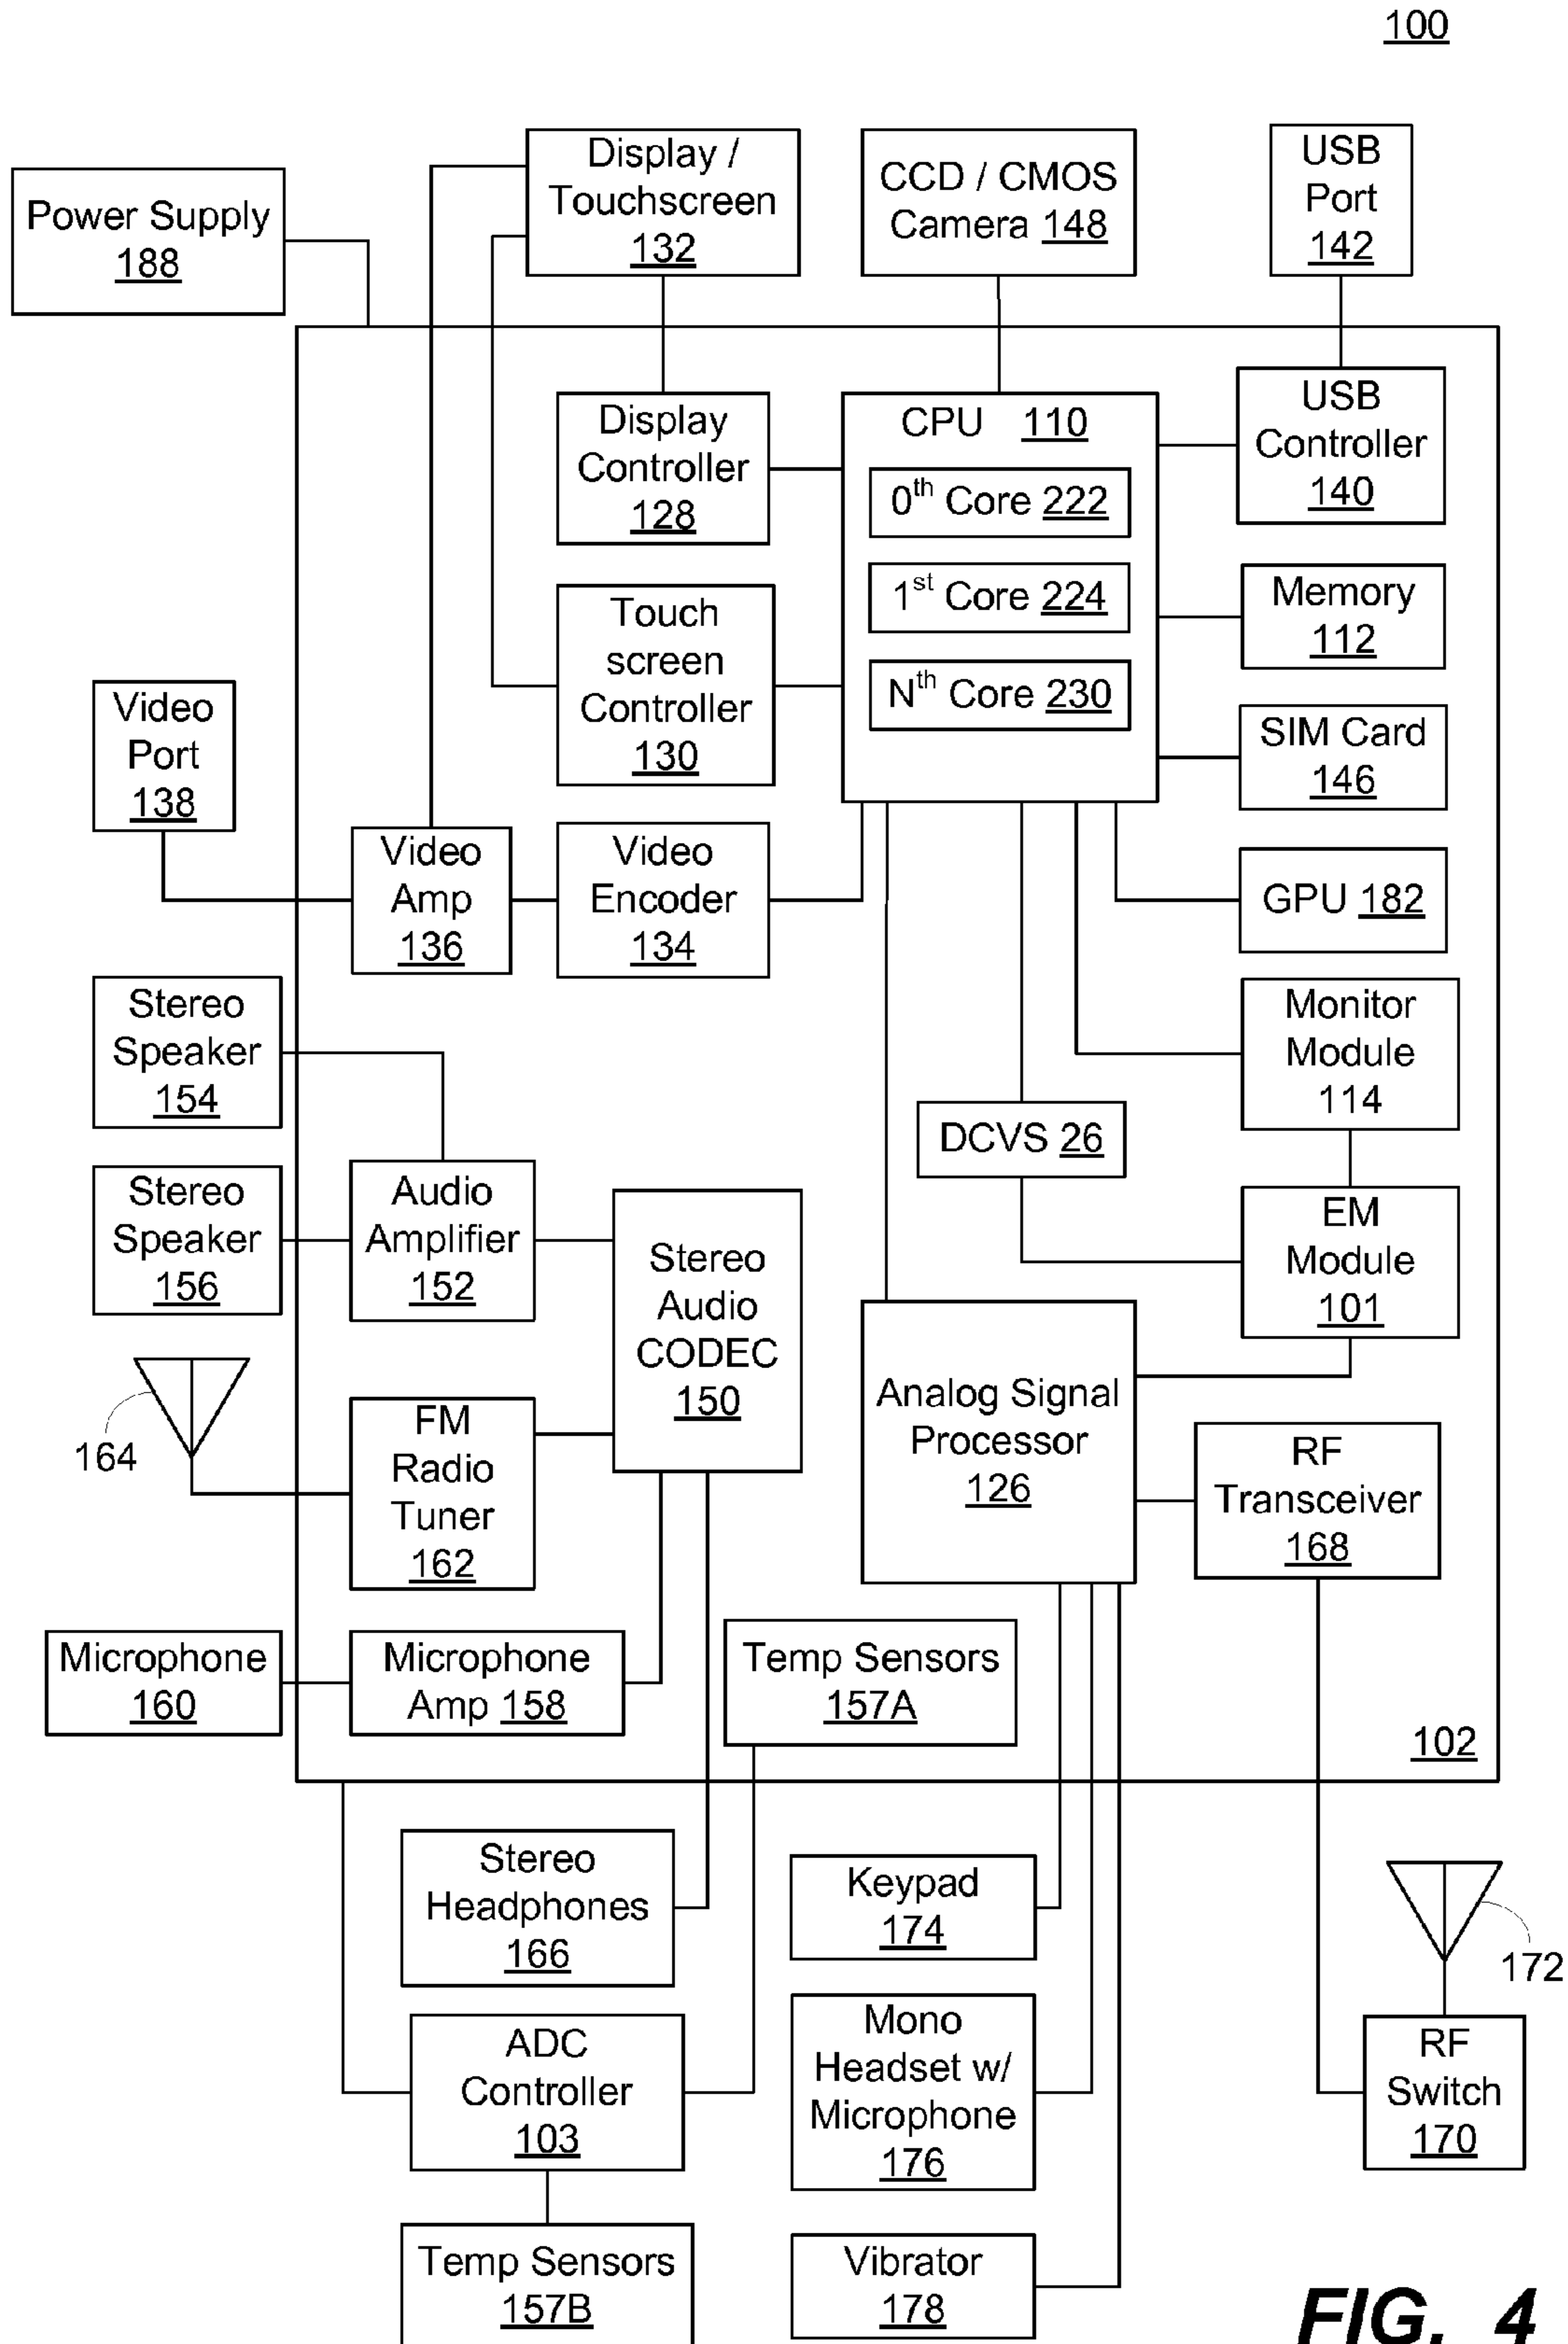 100
Display /
Touchscreen
132
CCD / CMOS
Camera 148
USB
Port
142
Power Supply
188
Display
Controller
128
CPU 110
0th Core 222
1st Core 224
Nth Core 230
USB
Controller
140
Memory
112
Touch
screen
Controller
130
SIM Card
146
Video
Port
138
Video
Amp
136
Video
Encoder
134
GPU 182
Stereo
Speaker
154
Monitor
Module
114
DCVS 26
Stereo
Speaker
156
Audio
Amplifier
152
Stereo
Audio
CODEC
150
EM
Module
101
164
FM
Radio
Tuner
162
Analog Signal
Processor
126
RF
Transceiver
168
Microphone
160
Microphone
Amp 158
Temp Sensors
157A
102
Stereo
Headphones
166
Keypad
174
172
ADC
Controller
103
Mono
Headset w/
Microphone
176
RF
Switch
170
Temp Sensors
157B
Vibrator
178
FIG. 4